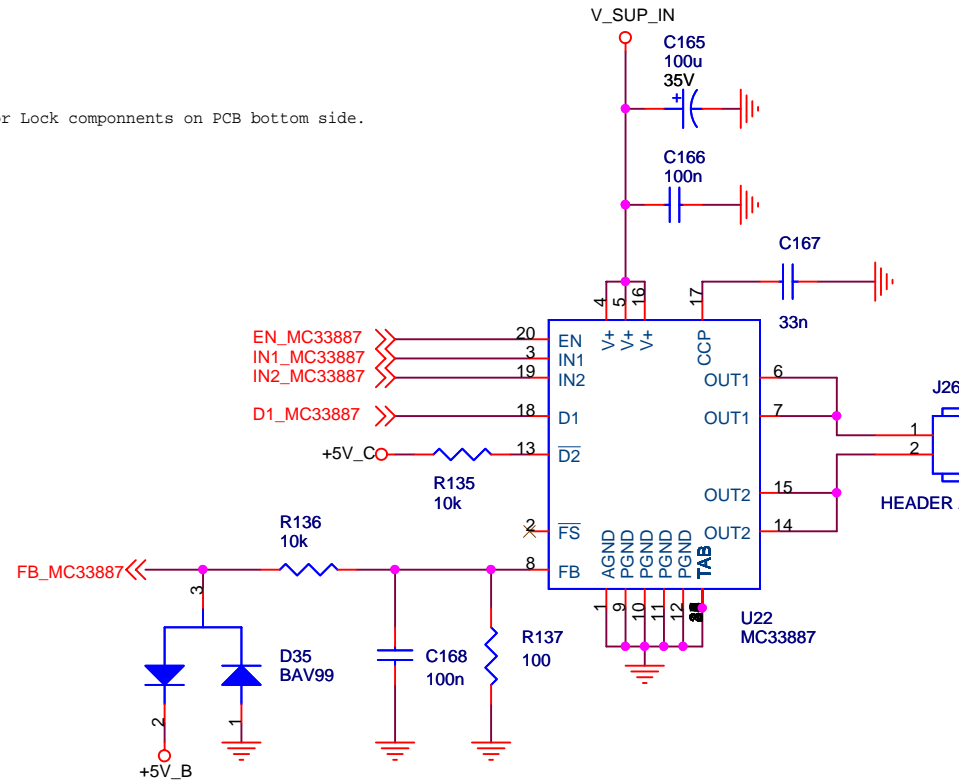 V_SUP_IN
C165
100u
35V
+
or Lock componnents on PCB bottom side.
C166
100n
C167
33n
4
5
16
17
V+
V+
V+
CCP
EN_MC33887
20
EN
IN1_MC33887
3
IN1
IN2_MC33887
19
IN2
D1_MC33887
18
D1
+5V_C
13
D2
R135
10k
2
FS
R136
10k
FB_MC33887
8
FB
OUT1
6
OUT1
7
OUT2
15
OUT2
14
J26
1
2
HEADER
AGND
PGND
PGND
PGND
PGND
TAB
1
9
10
11
12
U22
MC33887
3
D35
BAV99
C168
100n
R137
100
2
1
+5V_B